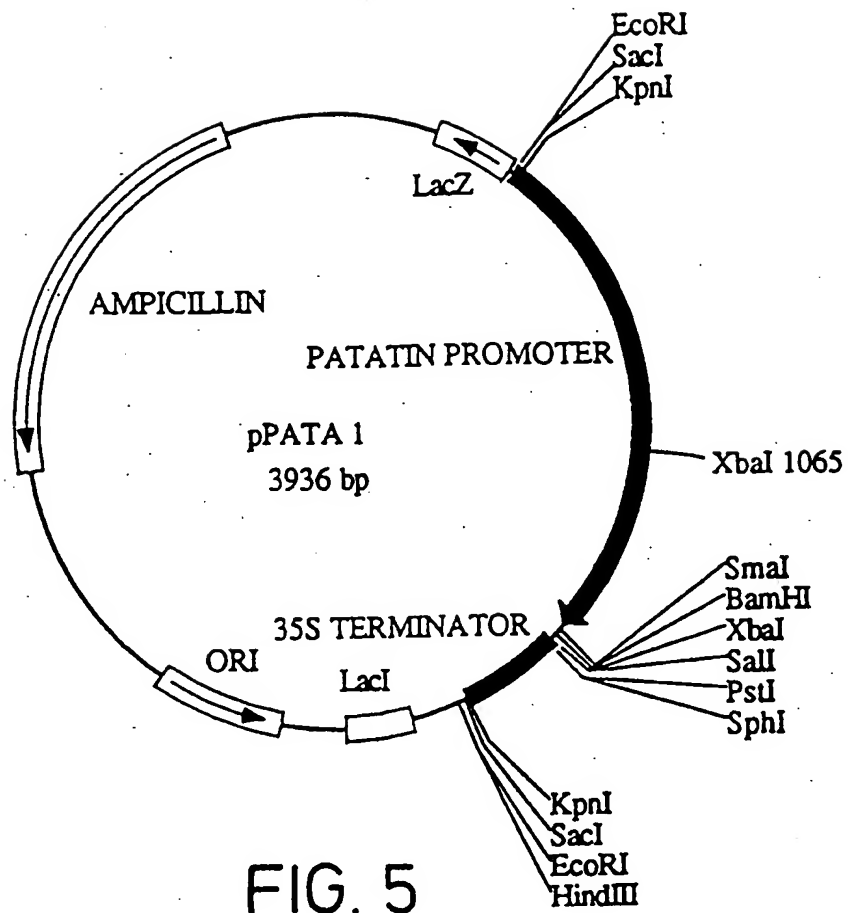 EcoRI
SacI
KpnI
LacZ
AMPICILLIN
PATATIN PROMOTER
pPATA 1
3936 bp
XbaI 1065
SmaI
BamHI
XbaI
SalI
PstI
SphI
35S TERMINATOR
ORI
LacI
KpnI
SacI
EcoRI
HindIII
FIG. 5